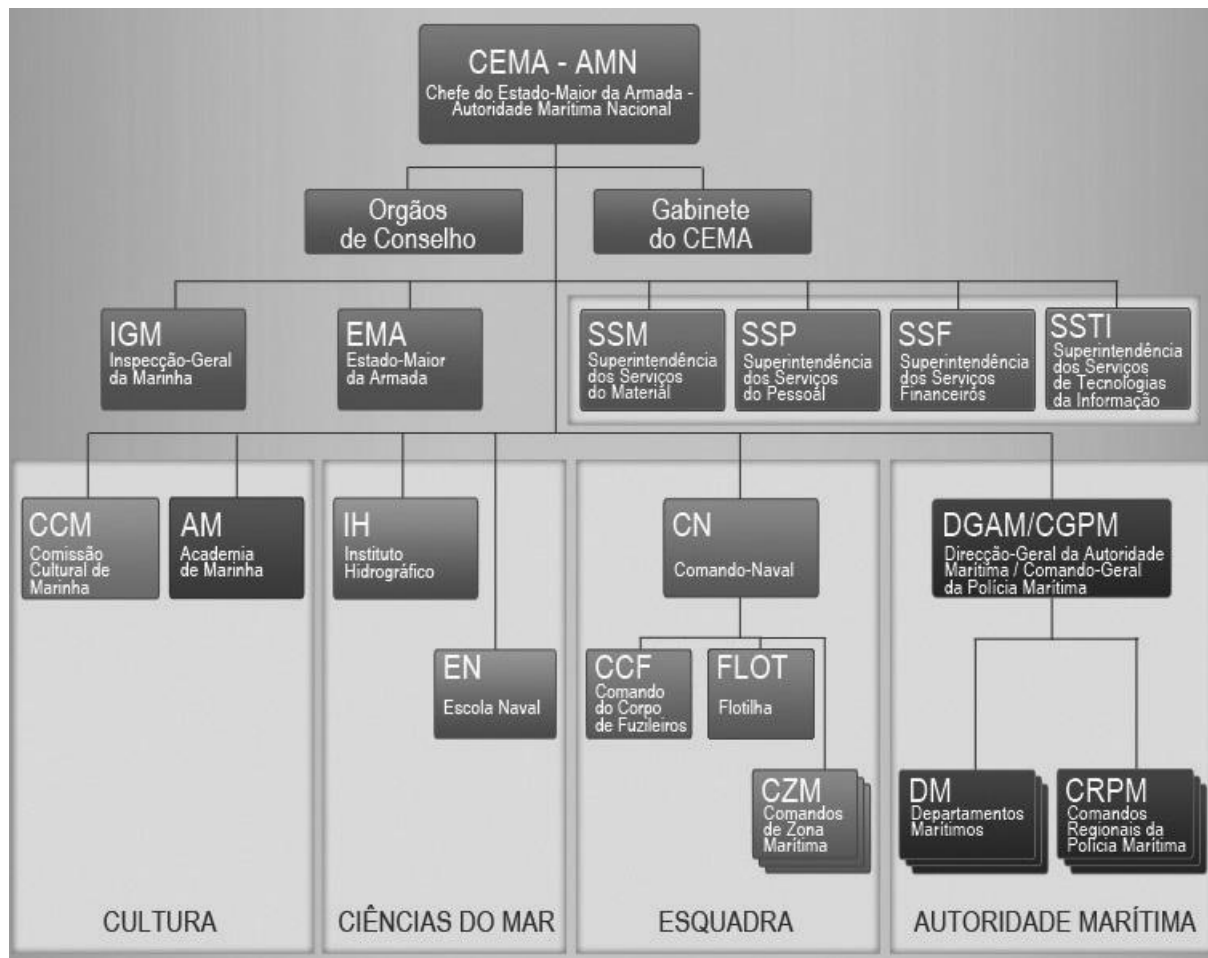 CEMA - AMN
Chefe do Estado-Maior da Armada -
Autoridade Marítima Nacional
Orgãos
de Conselho
Gabinete
do CEMA
IGM
Inspecção-Geral
da Marinha
EMA
Estado-Maior
da Armada
SSM
Superintendência
dos Serviços
do Material
SSP
Superintendência
dos Serviços
do Pessoal
SSF
Superintendência
dos Serviços
Financeiros
SSTI
Superintendência
dos Serviços
de Tecnologias
da Informação
CCM
Comissão
Cultural de
Marinha
AM
Academia
de Marinha
IH
Instituto
Hidrográfico
EN
Escola Naval
CN
Comando-Naval
CCF
Comando
do Corpo
de Fuzileiros
FLOT
Flotilha
CZM
Comandos
de Zona
Marítima
DGAM/CGPM
Direcção-Geral da Autoridade
Marítima / Comando-Geral
da Polícia Marítima
DM
Departamentos
Marítimos
CRPM
Comandos
Regionais da
Polícia Marítima
CULTURA
CIÊNCIAS DO MAR
ESQUADRA
AUTORIDADE MARÍTIMA